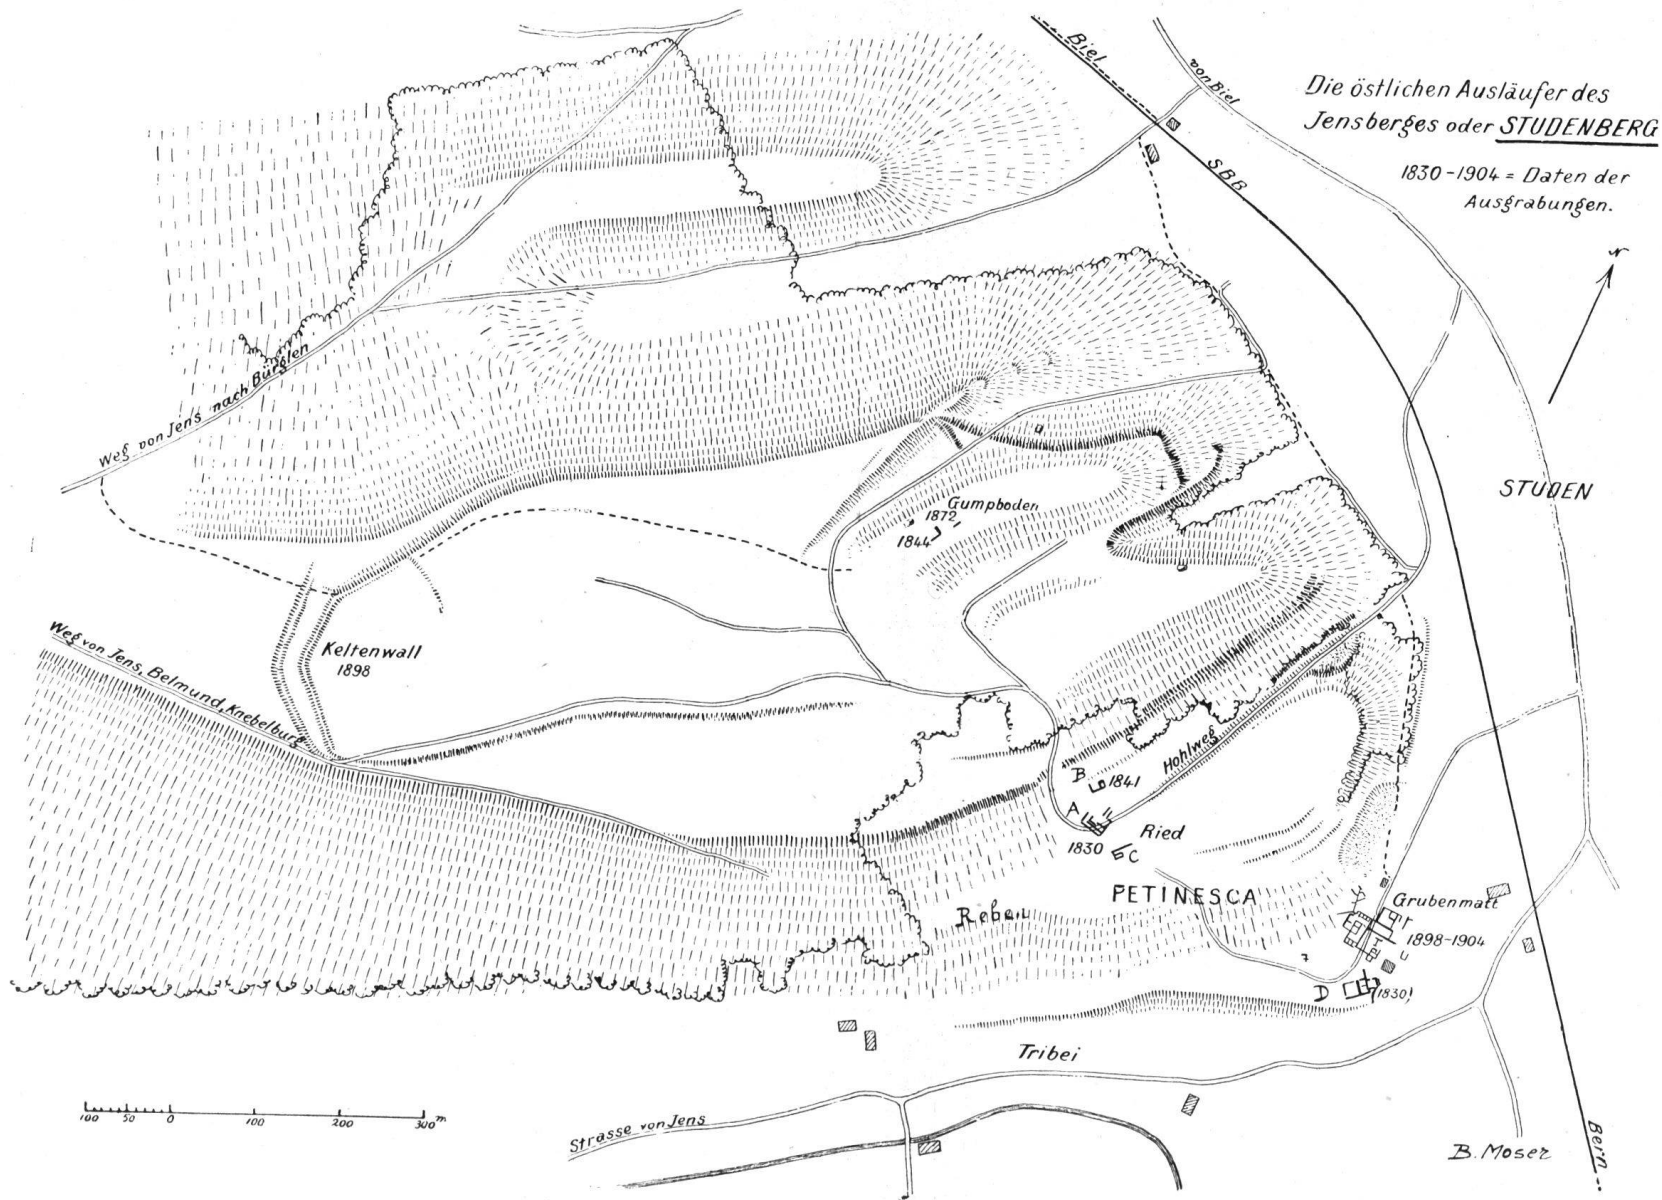 Biel
von Biel
SBB
Die östlichen Ausläufer des
Jensberges oder STUDENBERG
1830-1904 = Daten der
Ausgrabungen.
N
Weg von Jens nach Bürglen
STUDEN
Gumpboden
1872
1844
Weg von Jens, Belmund, Knebelburg
Keltenwall
1898
Hohlweg
B 1841
A
1830
Ried
C
PETINESCA
Reben
Grubenmatt
1898-1904
D
1830
Tribei
100 50 0 100 200 300 m
Strasse von Jens
B. Moser
Bern